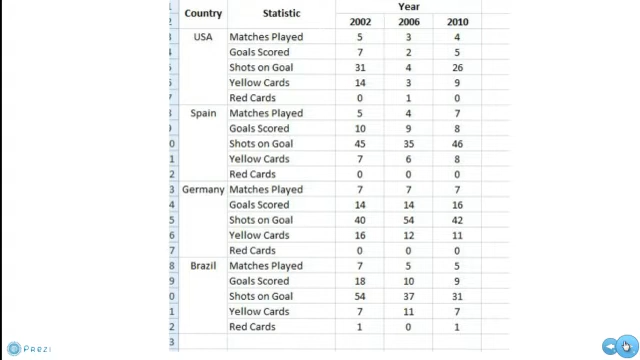 Country Statistic Year
2002 2006 2010
USA Matches Played 5 3 4
Goals Scored 7 2 5
Shots on Goal 31 4 26
Yellow Cards 14 3 9
Red Cards 0 1 0
Spain Matches Played 5 4 7
Goals Scored 10 9 8
Shots on Goal 45 35 46
Yellow Cards 7 6 8
Red Cards 0 0 0
Germany Matches Played 7 7 7
Goals Scored 14 14 16
Shots on Goal 40 54 42
Yellow Cards 16 12 11
Red Cards 0 0 0
Brazil Matches Played 7 5 5
Goals Scored 18 10 9
Shots on Goal 54 37 31
Yellow Cards 7 11 7
Red Cards 1 0 1
Prezi